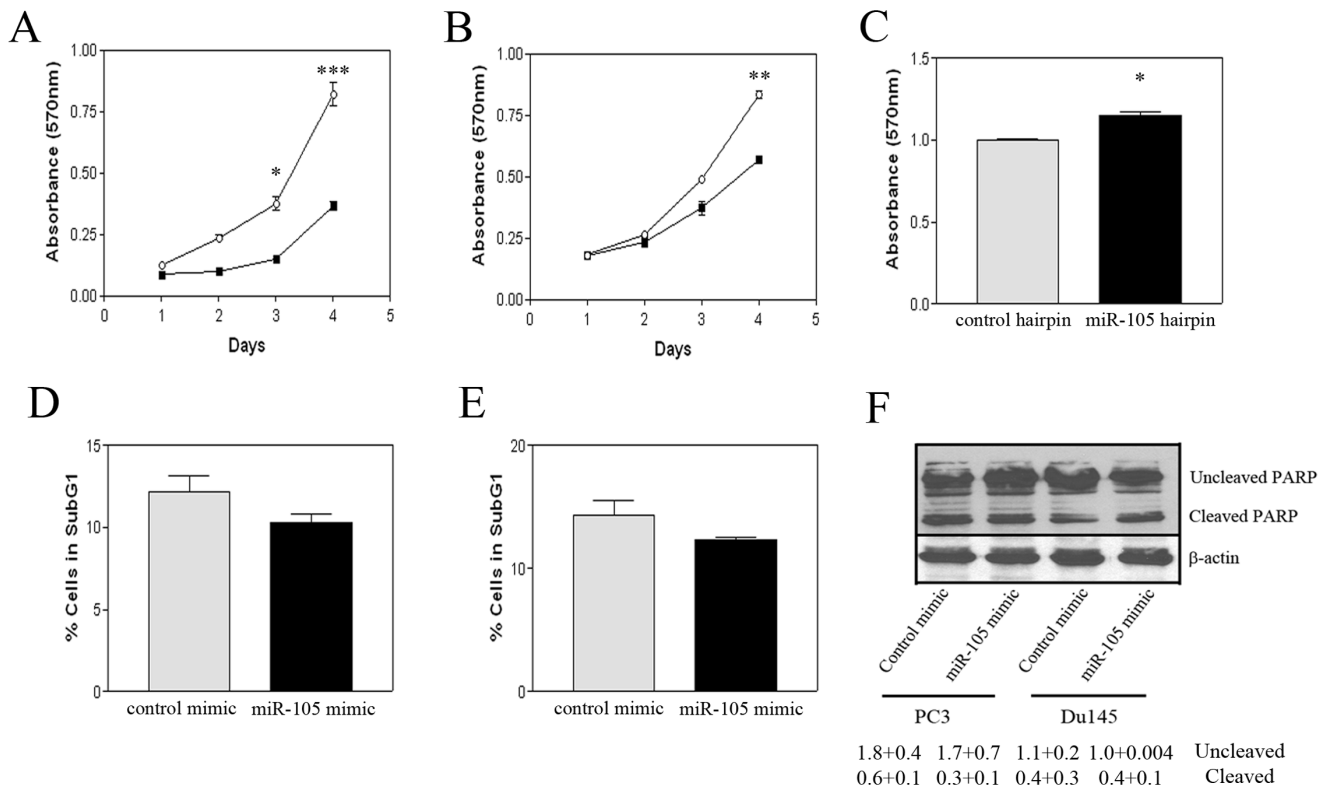 A
Absorbance (570nm)
1.00
0.75
0.50
0.25
0.00
*
***
0 1 2 3 4 5
Days
B
Absorbance (570nm)
1.00
0.75
0.50
0.25
0.00
**
0 1 2 3 4 5
Days
C
Absorbance (570nm)
1.5
1.0
0.5
0.0
*
control hairpin miR-105 hairpin
D
% Cells in SubG1
15
10
5
0
control mimic miR-105 mimic
E
% Cells in SubG1
20
10
0
control mimic miR-105 mimic
F
Uncleaved PARP
Cleaved PARP
β-actin
Control mimic
miR-105 mimic
Control mimic
miR-105 mimic
PC3 Du145
1.8+0.4 1.7+0.7 1.1+0.2 1.0+0.004 Uncleaved
0.6+0.1 0.3+0.1 0.4+0.3 0.4+0.1 Cleaved